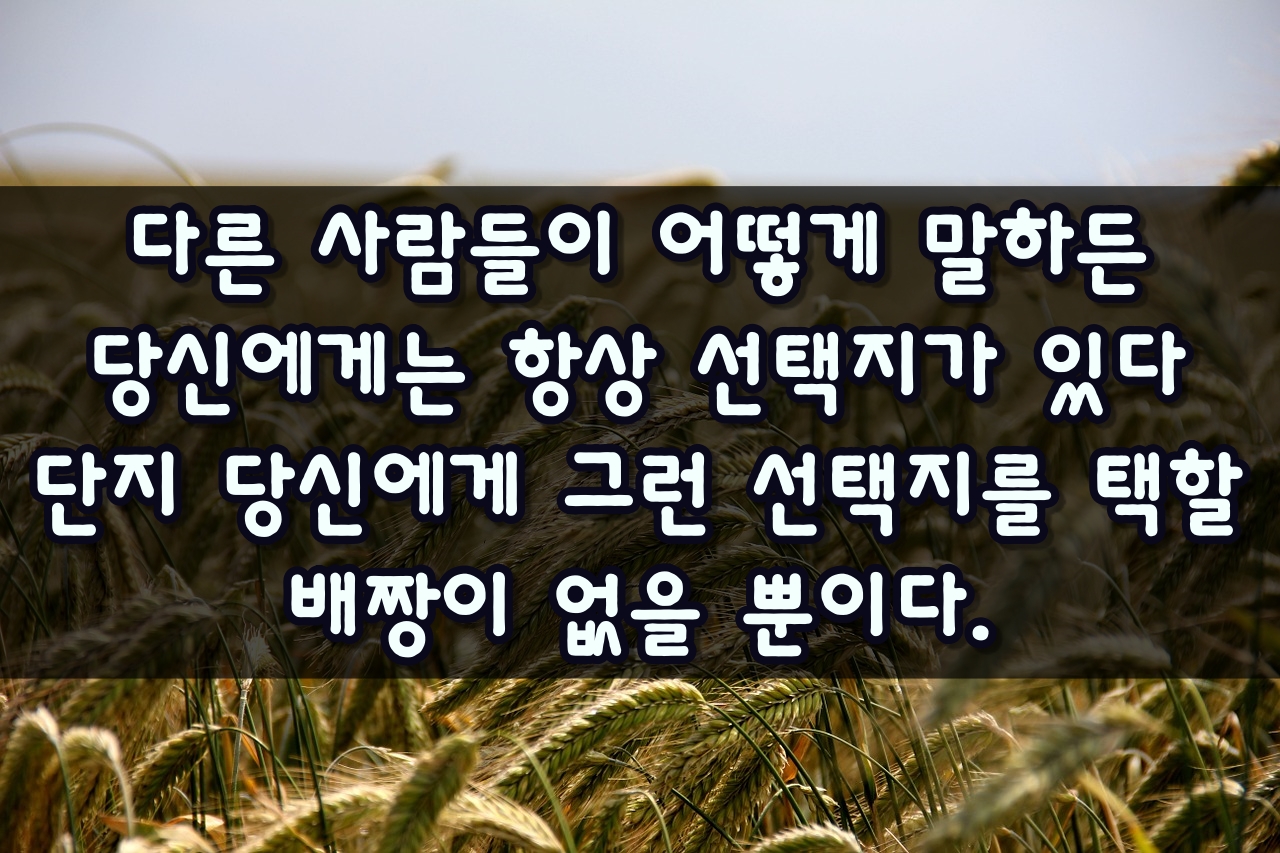 다른 사람들이 어떻게 말하든
당신에게는 항상 선택지가 있다
단지 당신에게 그런 선택지를 택할
배짱이 없을 뿐이다.